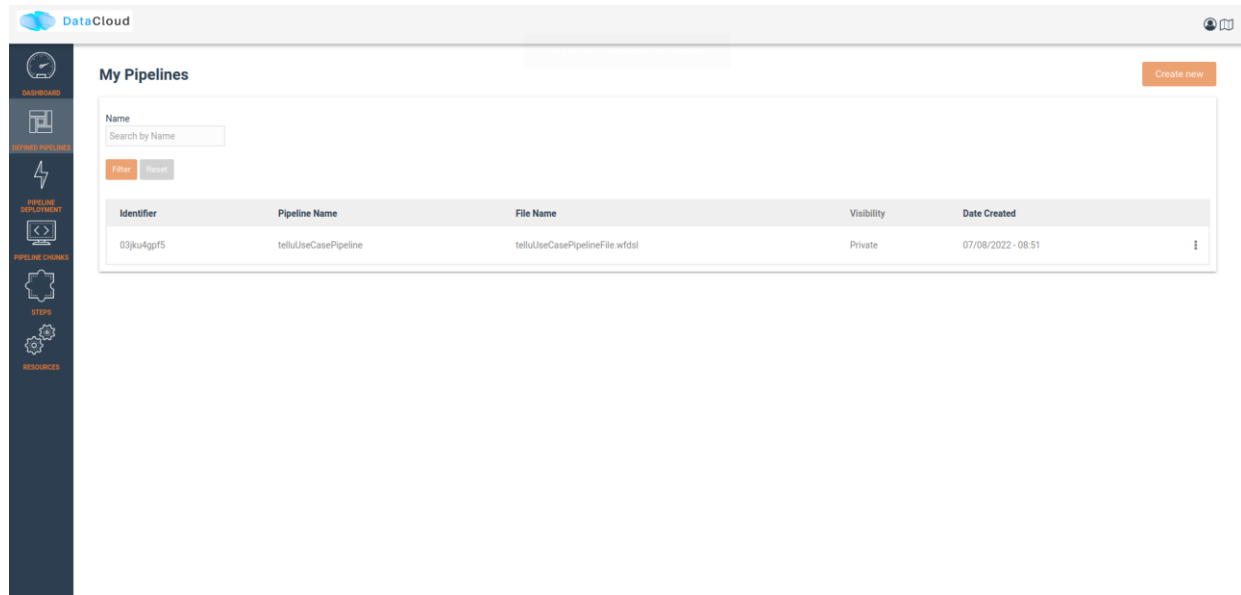 DataCloud
DASHBOARD
DEFINED PIPELINES
PIPELINE
DEPLOYMENT
PIPELINE CHUNKS
STEPS
RESOURCES
My Pipelines
Create new
Name
Search by Name
Filter Reset
Identifier Pipeline Name File Name Visibility Date Created
03jku4gpf5 telluUseCasePipeline telluUseCasePipelineFile.wfdsl Private 07/08/2022 - 08:51